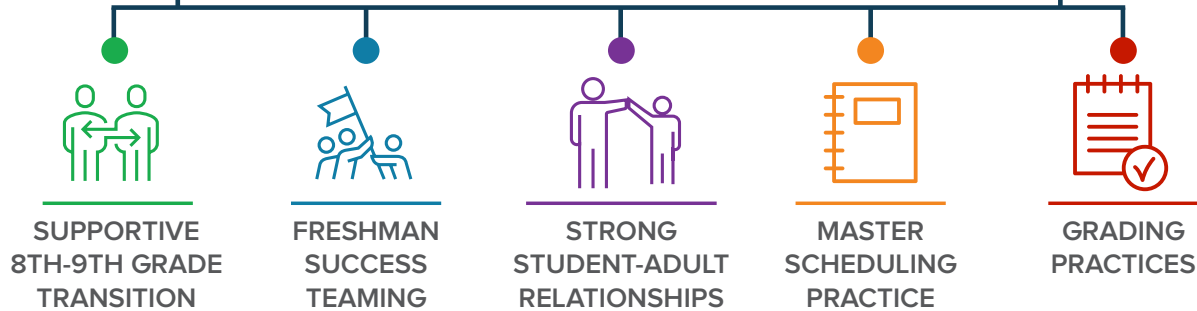 SUPPORTIVE
8TH-9TH GRADE
TRANSITION
FRESHMAN
SUCCESS
TEAMING
STRONG
STUDENT-ADULT
RELATIONSHIPS
MASTER
SCHEDULING
PRACTICE
GRADING
PRACTICES